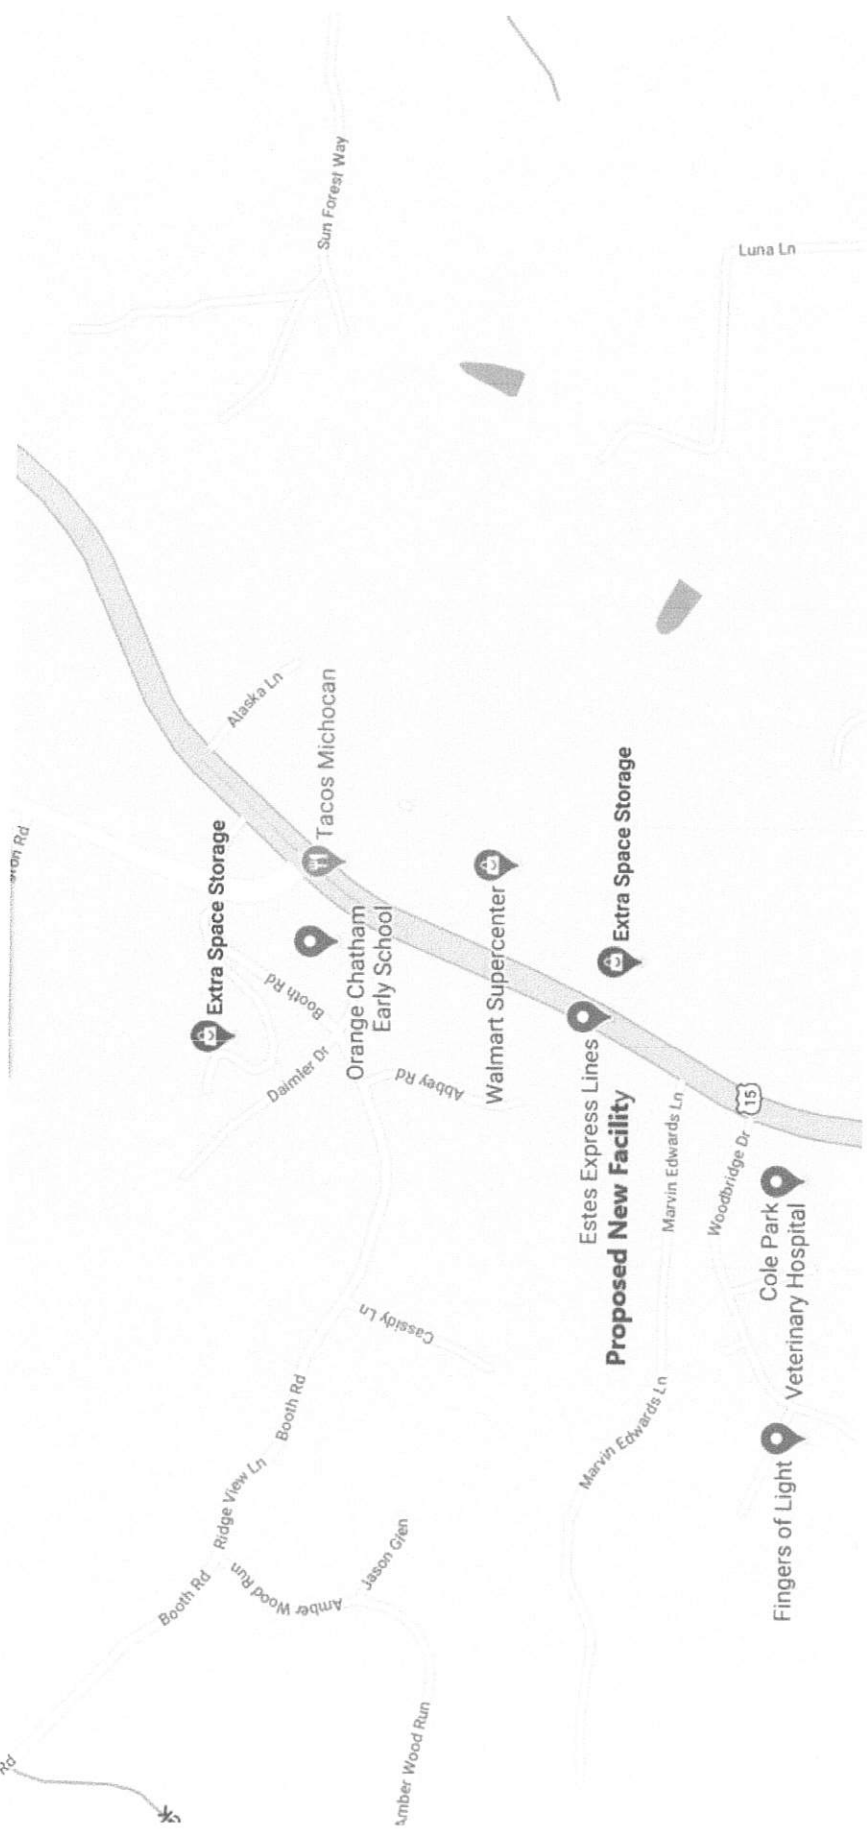 Rd
Rd
Booth Rd
Extra Space Storage
Ridge View Ln
Amber Wood Run
Booth Rd
Daimler Dr
Booth Rd
Alaska Ln
Sun Forest Way
Tacos Michocan
Orange Chatham
Early School
Jason Glen
Cassidy Ln
Abbey Rd
Amber Wood Run
Walmart Supercenter
Estes Express Lines
Proposed New Facility
Extra Space Storage
Marvin Edwards Ln
Marvin Edwards Ln
Woodbridge Dr
15
Luna Ln
Fingers of Light
Cole Park
Veterinary Hospital